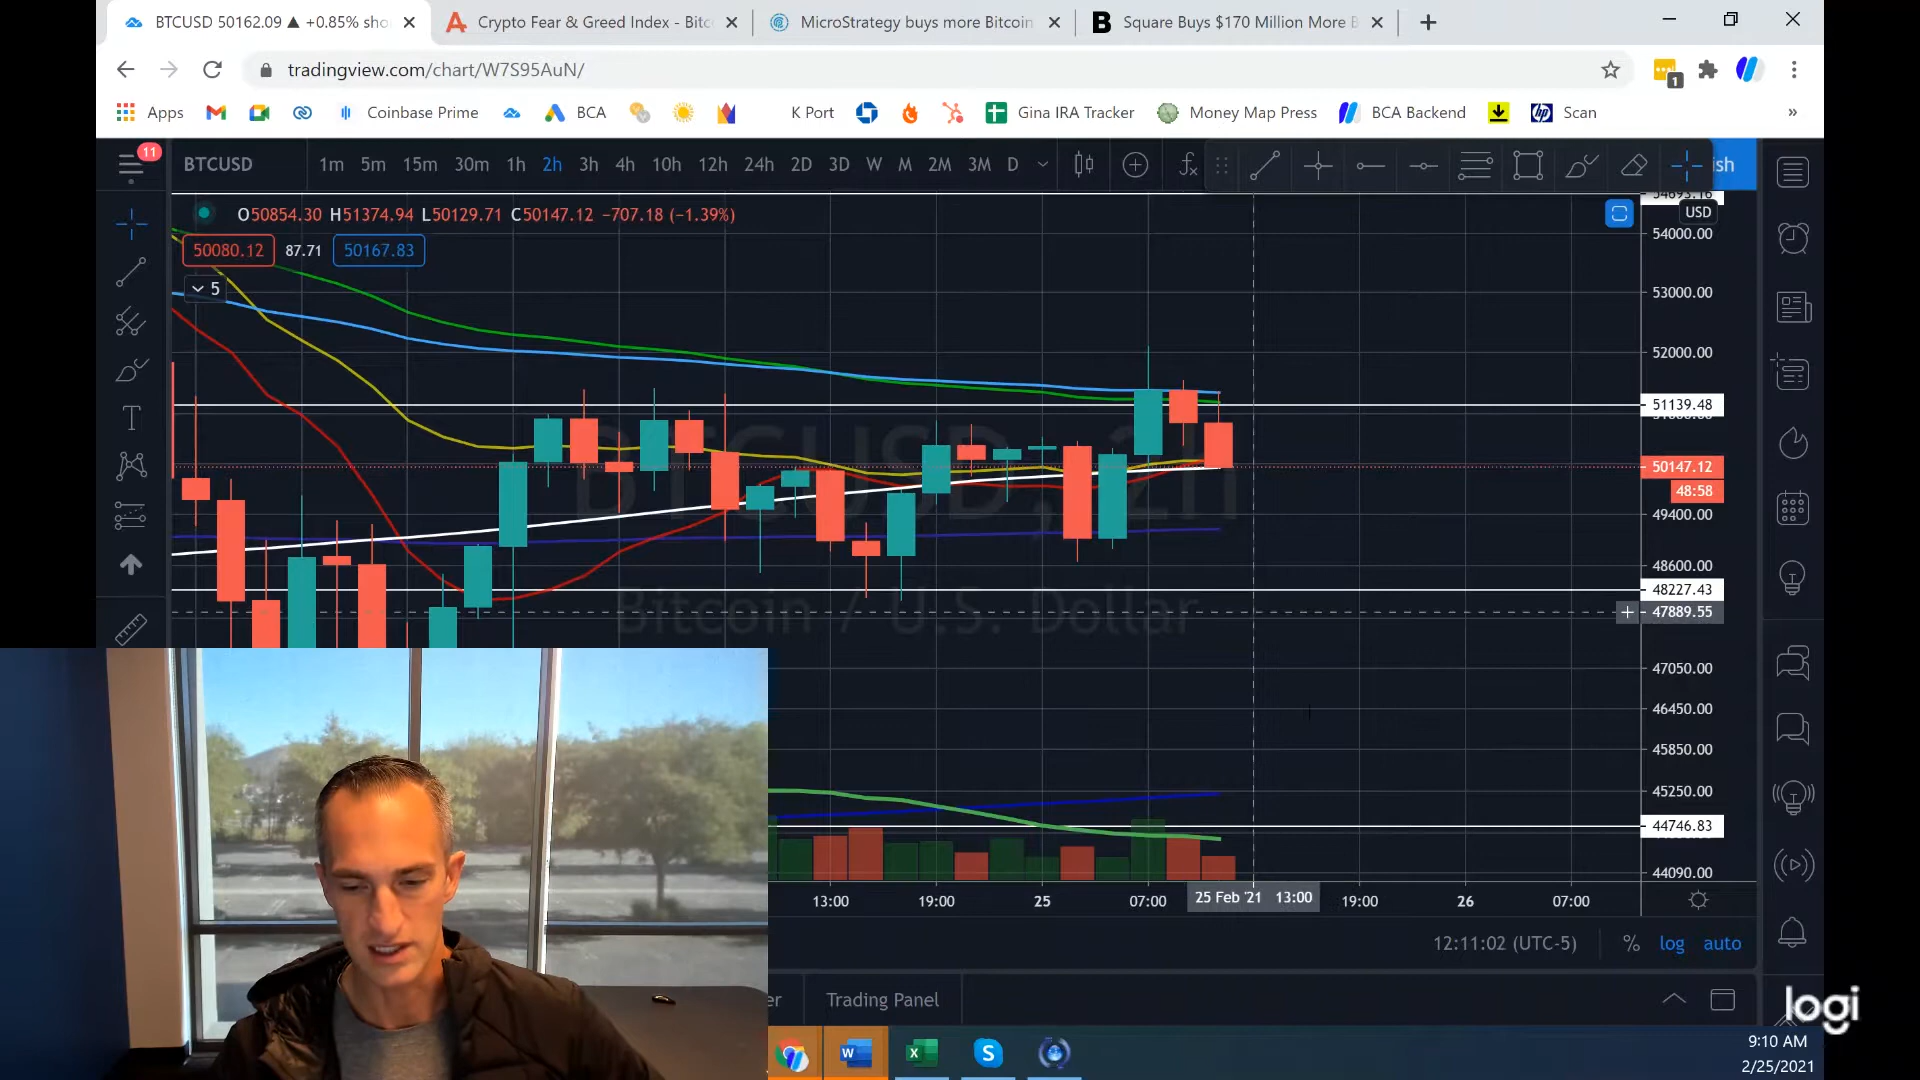 BTCUSD 50162.09 ▲ +0.85% sho
Crypto Fear & Greed Index - Bitc
MicroStrategy buys more Bitcoin
Square Buys $170 Million More B
tradingview.com/chart/W7S95AuN/
1
Apps
Coinbase Prime
BCA
K Port
Gina IRA Tracker
Money Map Press
BCA Backend
Scan
»
11
BTCUSD
1m 5m 15m 30m 1h 2h 3h 4h 10h 12h 24h 2D 3D W M 2M 3M D
sh
O50854.30 H51374.94 L50129.71 C50147.12 −707.18 (−1.39%)
50080.12 87.71 50167.83
5
BTCUSD, 2h
Bitcoin / U.S. Dollar
USD
54000.00
53000.00
52000.00
51139.48
50147.12
48:58
49400.00
48600.00
48227.43
47889.55
47050.00
46450.00
45850.00
45250.00
44746.83
44090.00
13:00 19:00 25 07:00 25 Feb '21 13:00 19:00 26 07:00
12:11:02 (UTC-5) % log auto
er
Trading Panel
logi
9:10 AM
2/25/2021